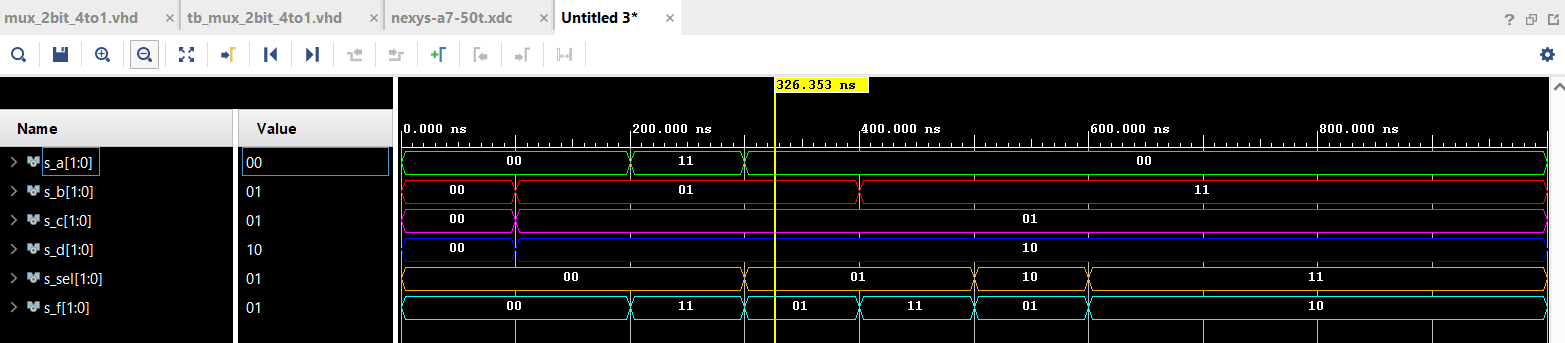 mux_2bit_4to1.vhd × tb_mux_2bit_4to1.vhd × nexys-a7-50t.xdc × Untitled 3* × ?
326.353 ns
Name Value
0.000 ns 200.000 ns 400.000 ns 600.000 ns 800.000 ns
s_a[1:0] 00 00 11 00
s_b[1:0] 01 00 01 11
s_c[1:0] 01 00 01
s_d[1:0] 10 00 10
s_sel[1:0] 01 00 01 10 11
s_f[1:0] 01 00 11 01 11 01 10